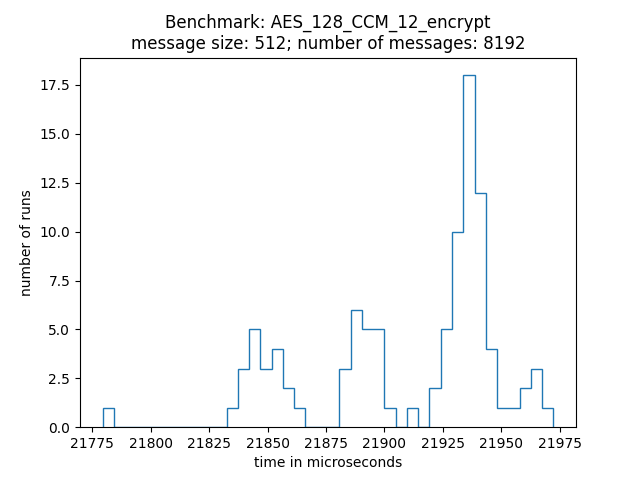 Benchmark: AES_128_CCM_12_encrypt
message size: 512; number of messages: 8192
number of runs
17.5
15.0
12.5
10.0
7.5
5.0
2.5
0.0
21775 21800 21825 21850 21875 21900 21925 21950 21975
time in microseconds